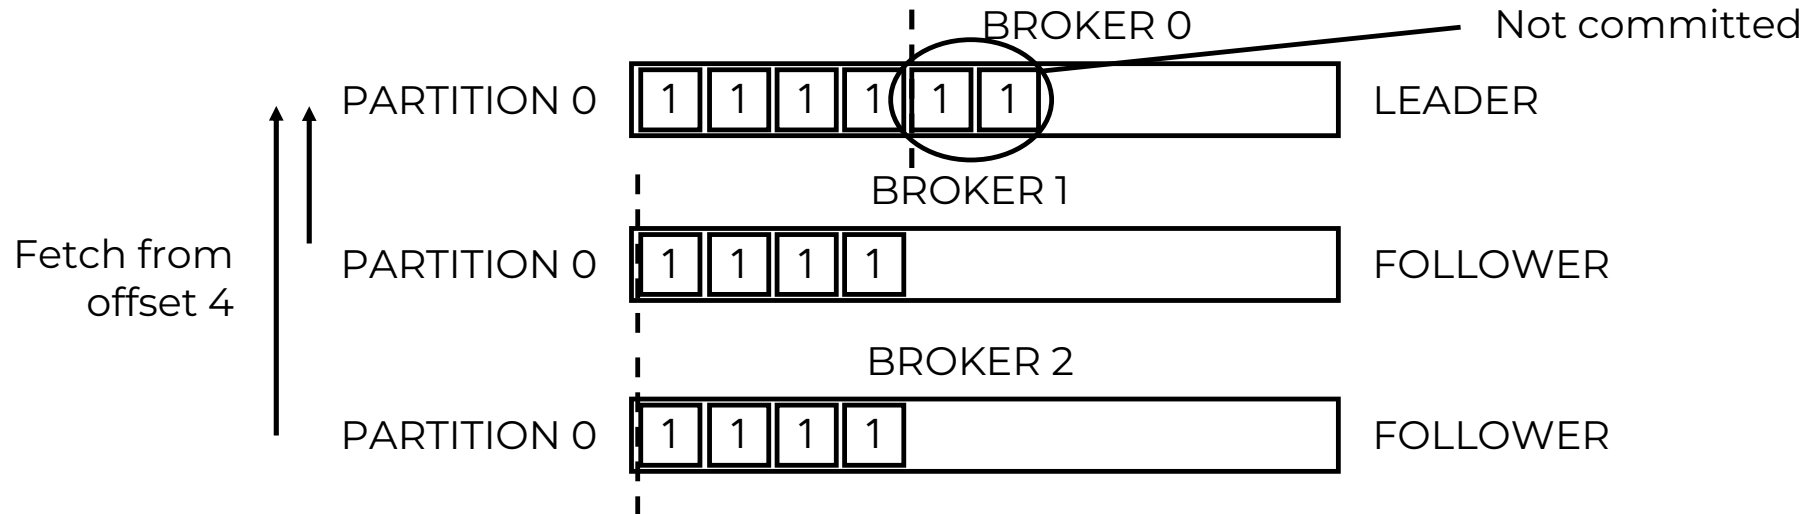 BROKER 0
Not committed
PARTITION 0
1 1 1 1 1 1
LEADER
BROKER 1
Fetch from
offset 4
PARTITION 0
1 1 1 1
FOLLOWER
BROKER 2
PARTITION 0
1 1 1 1
FOLLOWER